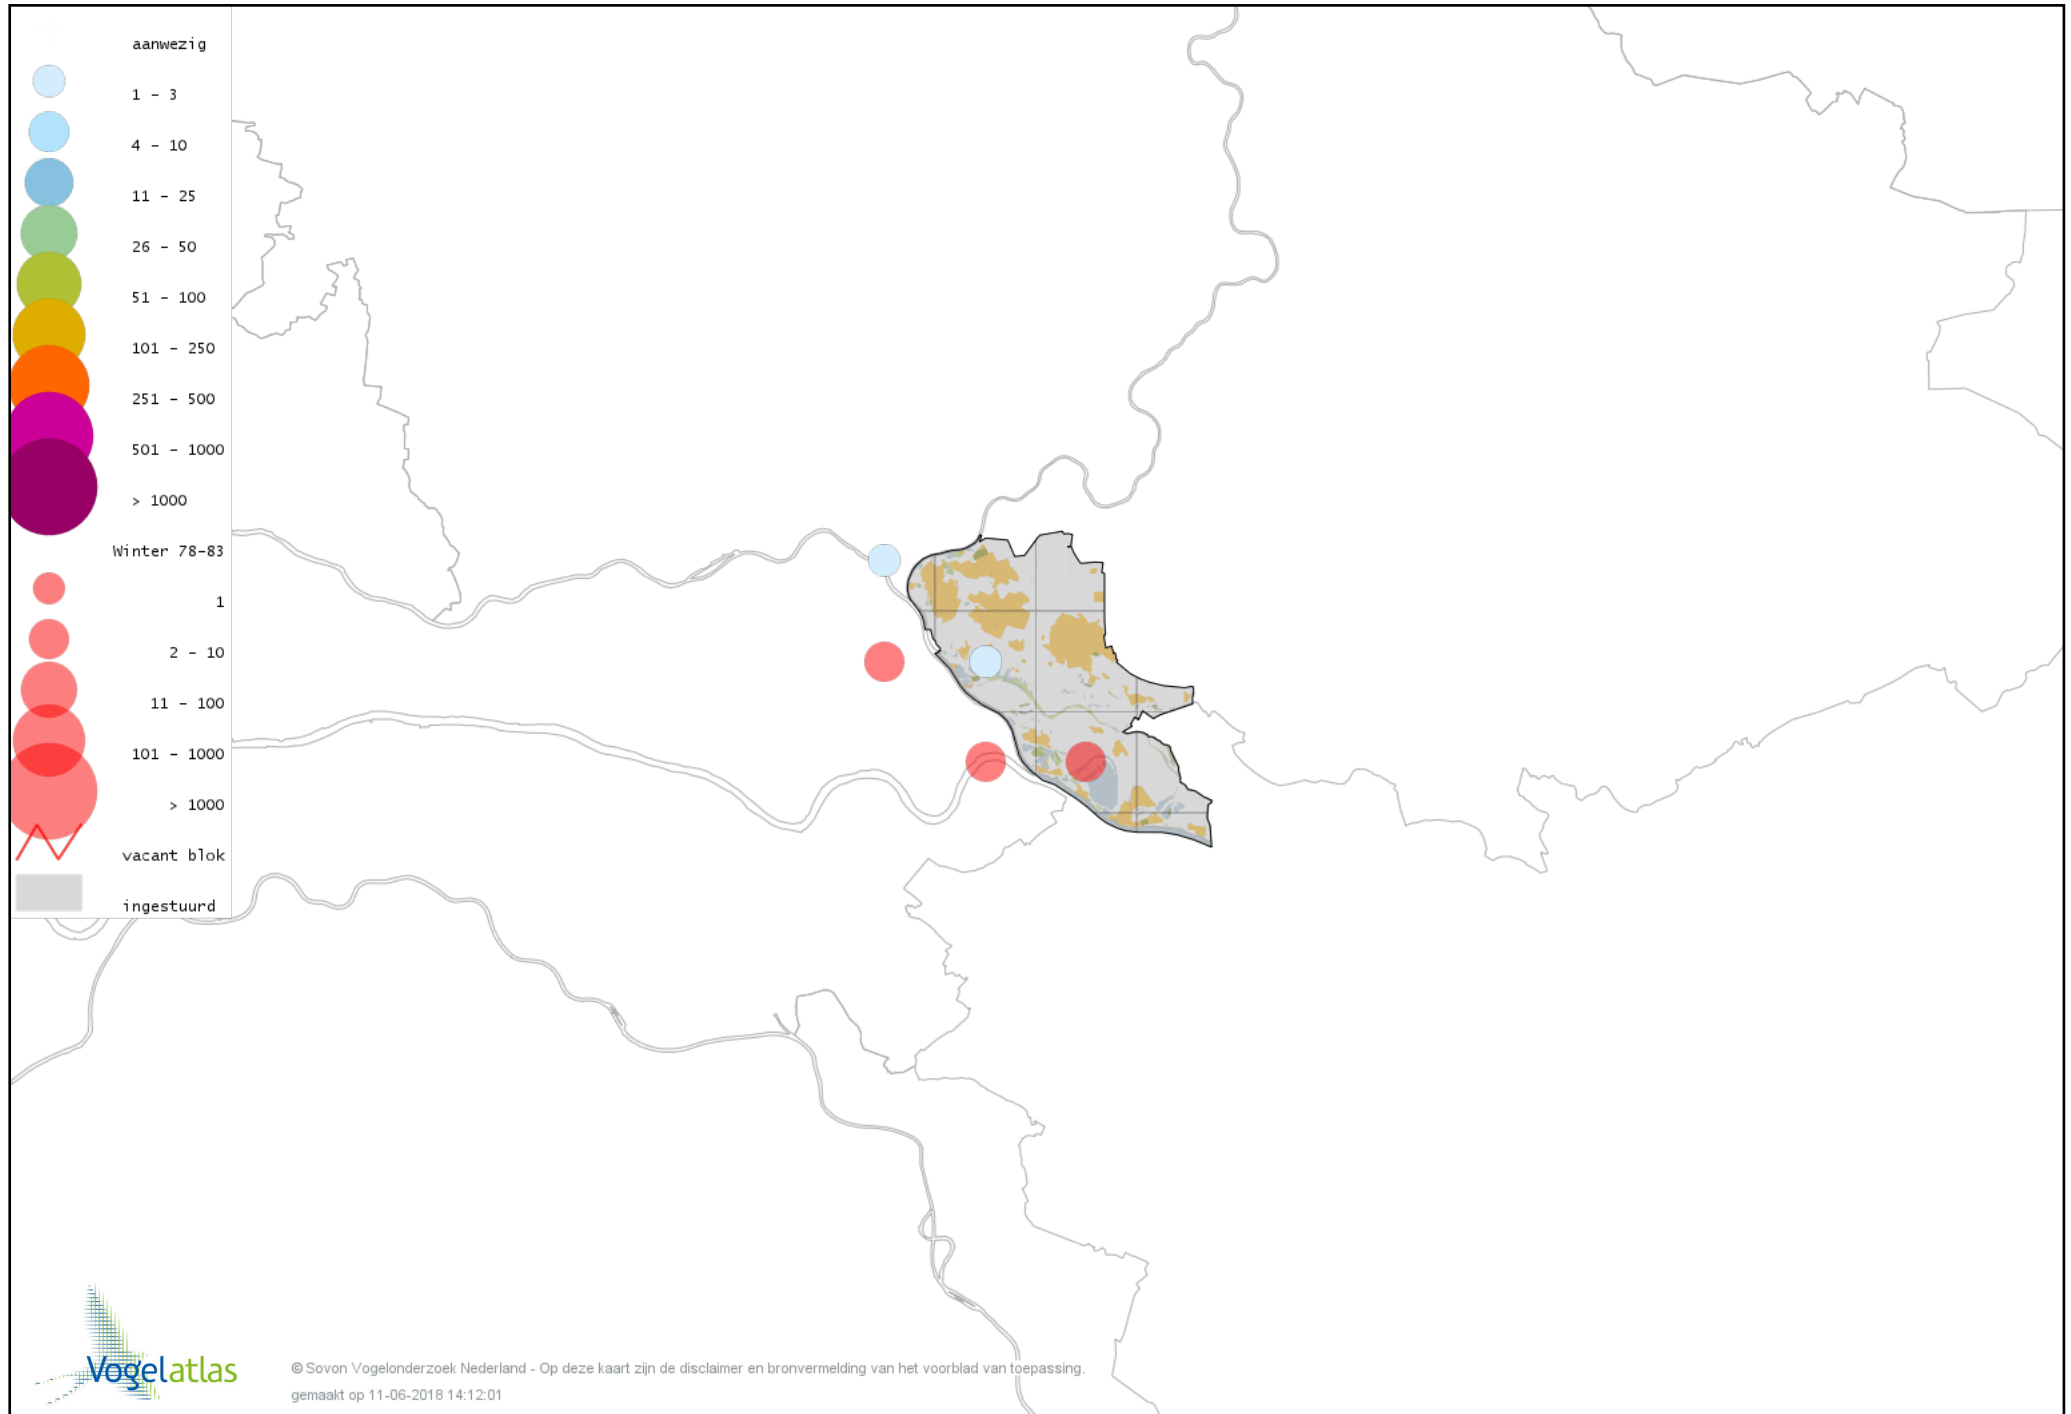 aanwezig
1 - 3
4 - 10
11 - 25
26 - 50
51 - 100
101 - 250
251 - 500
501 - 1000
> 1000
Winter 78-83
1
2 - 10
11 - 100
101 - 1000
> 1000
vacant blok
ingestuurd
Vogelatlas
© Sovon Vogelonderzoek Nederland - Op deze kaart zijn de disclaimer en bronvermelding van het voorblad van toepassing.
gemaakt op 11-06-2018 14:12:01